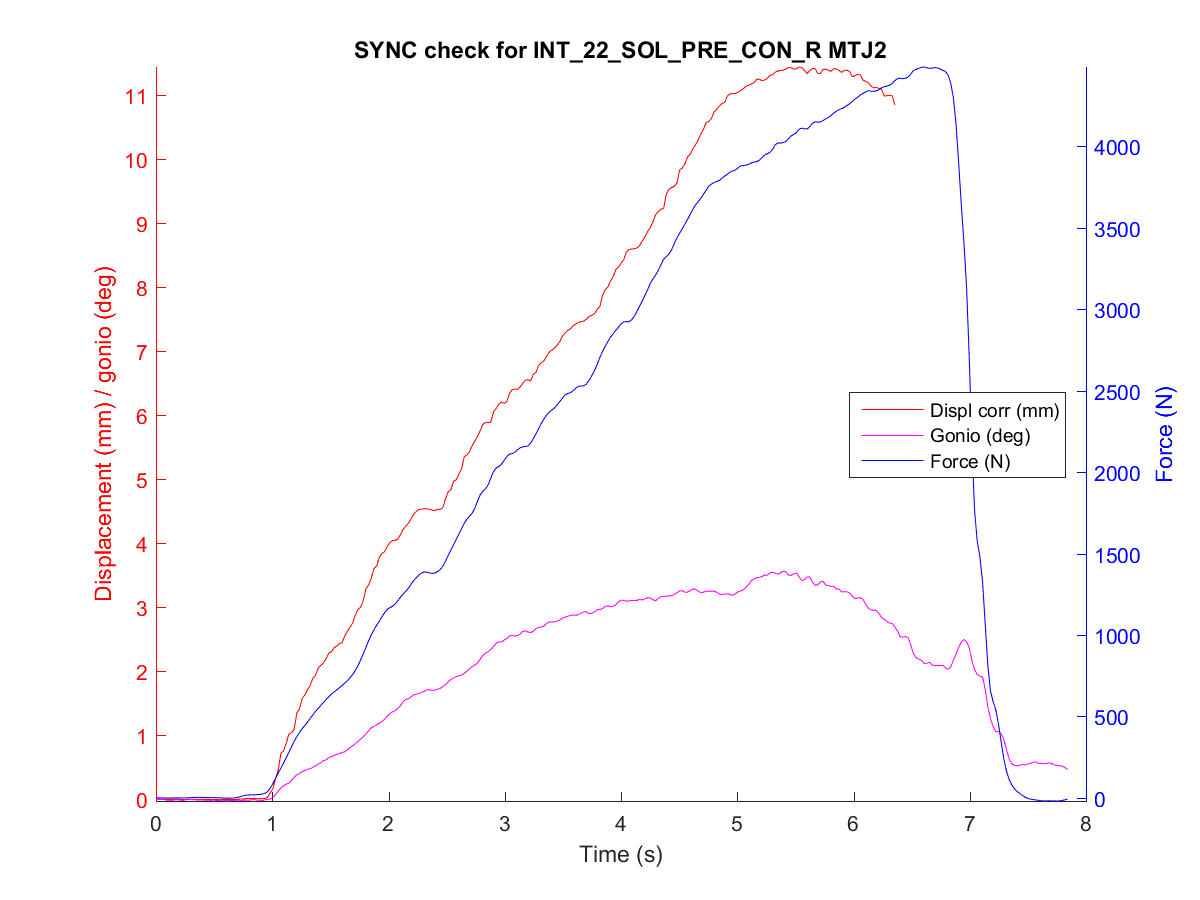 SYNC check for INT_22_SOL_PRE_CON_R MTJ2
11
10
9
8
7
6
5
4
3
2
1
0
Displacement (mm) / gonio (deg)
4000
3500
3000
2500
2000
1500
1000
500
0
Force (N)
Displ corr (mm)
Gonio (deg)
Force (N)
0 1 2 3 4 5 6 7 8
Time (s)